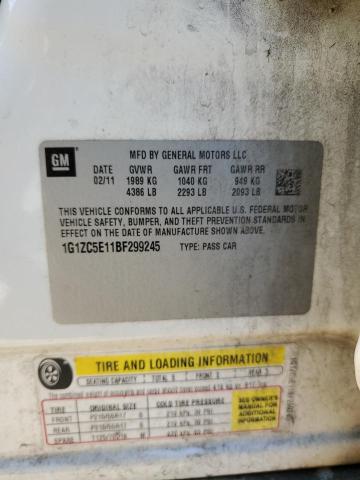 GM
MFD BY GENERAL MOTORS LLC
DATE GVWR GAWR FRT GAWR RR
02/11 1989 KG 1040 KG 949 KG
4386 LB 2293 LB 2093 LB
THIS VEHICLE CONFORMS TO ALL APPLICABLE U.S. FEDERAL MOTOR
VEHICLE SAFETY, BUMPER, AND THEFT PREVENTION STANDARDS IN
EFFECT ON THE DATE OF MANUFACTURE SHOWN ABOVE.
1G1ZC5E11BF299245 TYPE: PASS CAR
TIRE AND LOADING INFORMATION
SEATING CAPACITY TOTAL 5 FRONT 2 REAR 3
TIRE ORIGINAL SIZE COLD TIRE PRESSURE
FRONT
REAR
SPARE
SEE OWNER'S
MANUAL FOR
ADDITIONAL
INFORMATION